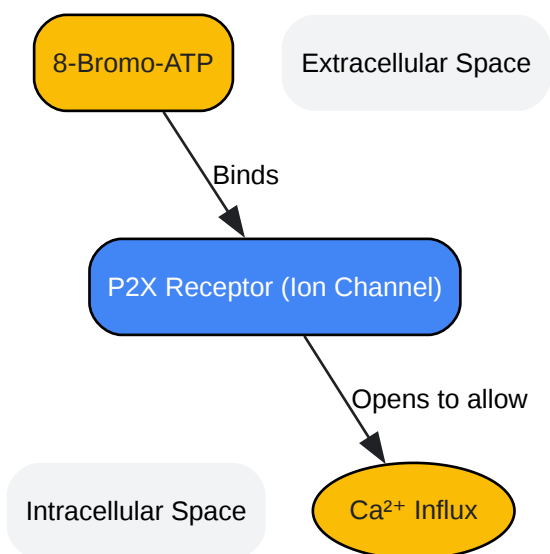 8-Bromo-ATP
Extracellular Space
Binds
P2X Receptor (Ion Channel)
Opens to allow
Intracellular Space
Ca²⁺ Influx